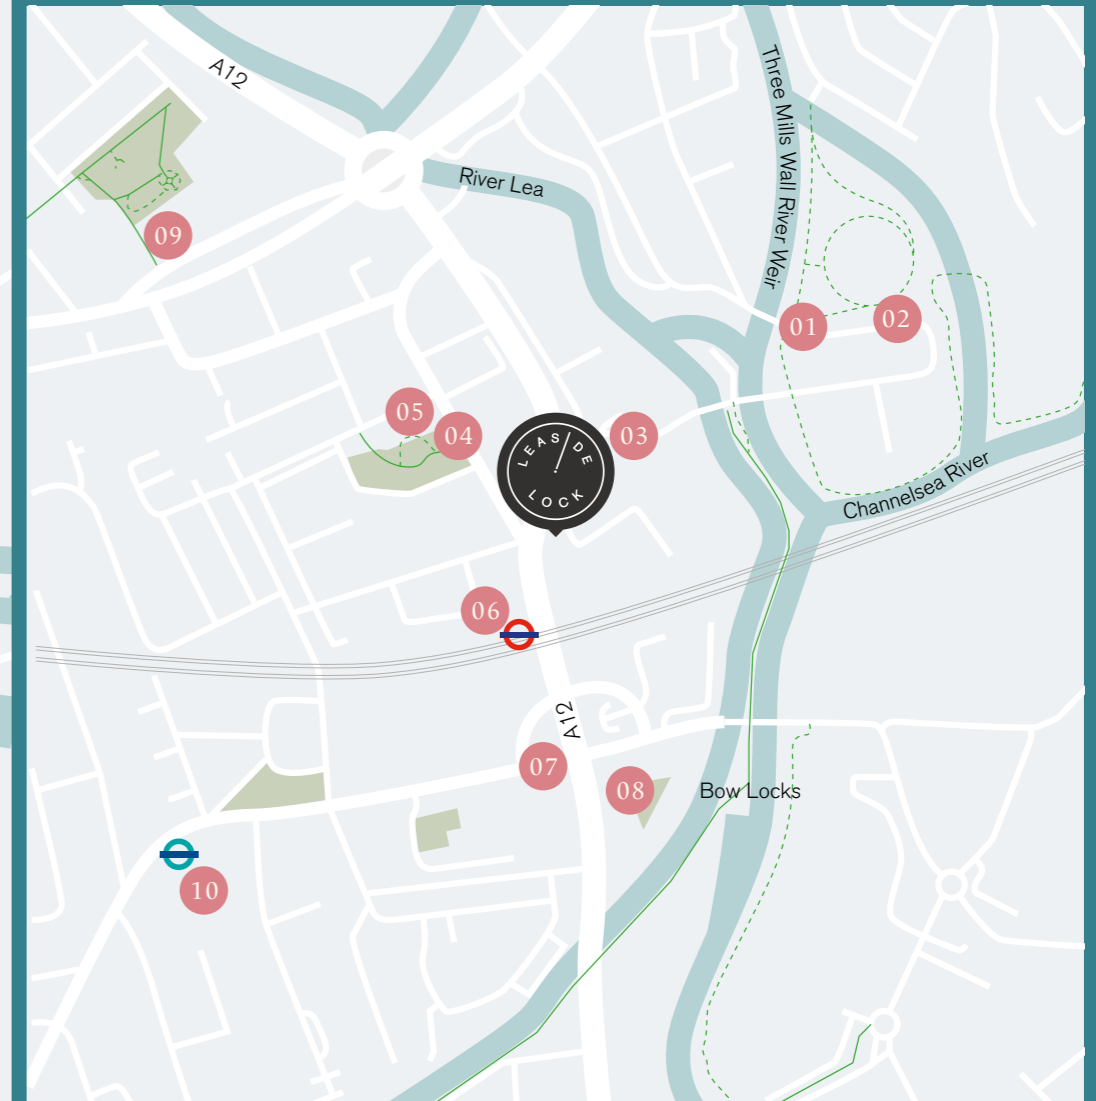 A12
Three Mills Wall River Weir
River Lea
09
01
02
05
04
03
LEASIDE
LOCK
Channelsea River
06
A12
07
08
Bow Locks
10